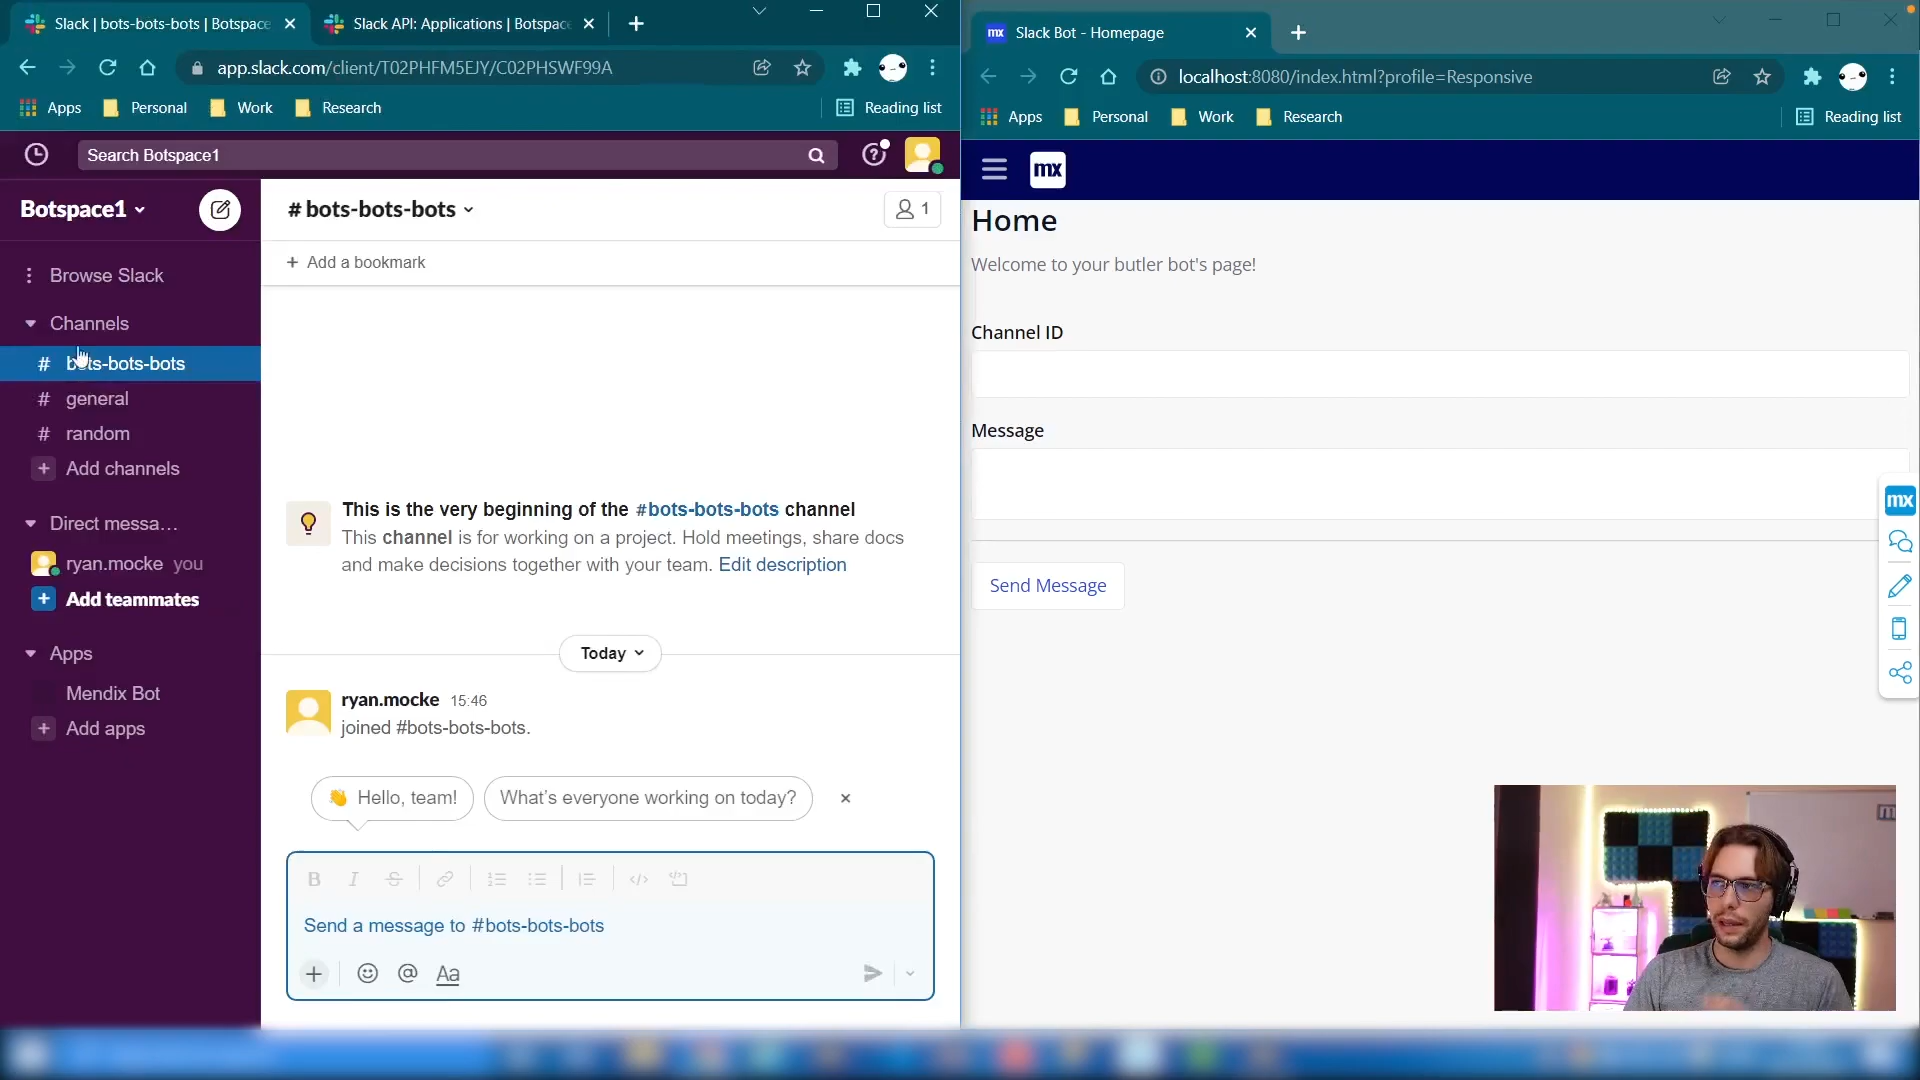 Slack | bots-bots-bots | Botspace
Slack API: Applications | Botspace
app.slack.com/client/T02PHFM5EJY/C02PHSWF99A
Apps
Personal
Work
Research
Reading list
Search Botspace1
Botspace1
Browse Slack
Channels
# bots-bots-bots
# general
# random
+ Add channels
Direct messa…
ryan.mocke you
+ Add teammates
Apps
Mendix Bot
+ Add apps
# bots-bots-bots
1
+ Add a bookmark
This is the very beginning of the #bots-bots-bots channel
This channel is for working on a project. Hold meetings, share docs
and make decisions together with your team. Edit description
Today
ryan.mocke 15:46
joined #bots-bots-bots.
👋 Hello, team!
What's everyone working on today?
B I S
Send a message to #bots-bots-bots
+ @ Aa
mx Slack Bot - Homepage
localhost:8080/index.html?profile=Responsive
Apps
Personal
Work
Research
Reading list
mx
Home
Welcome to your butler bot's page!
Channel ID
Message
Send Message
mx